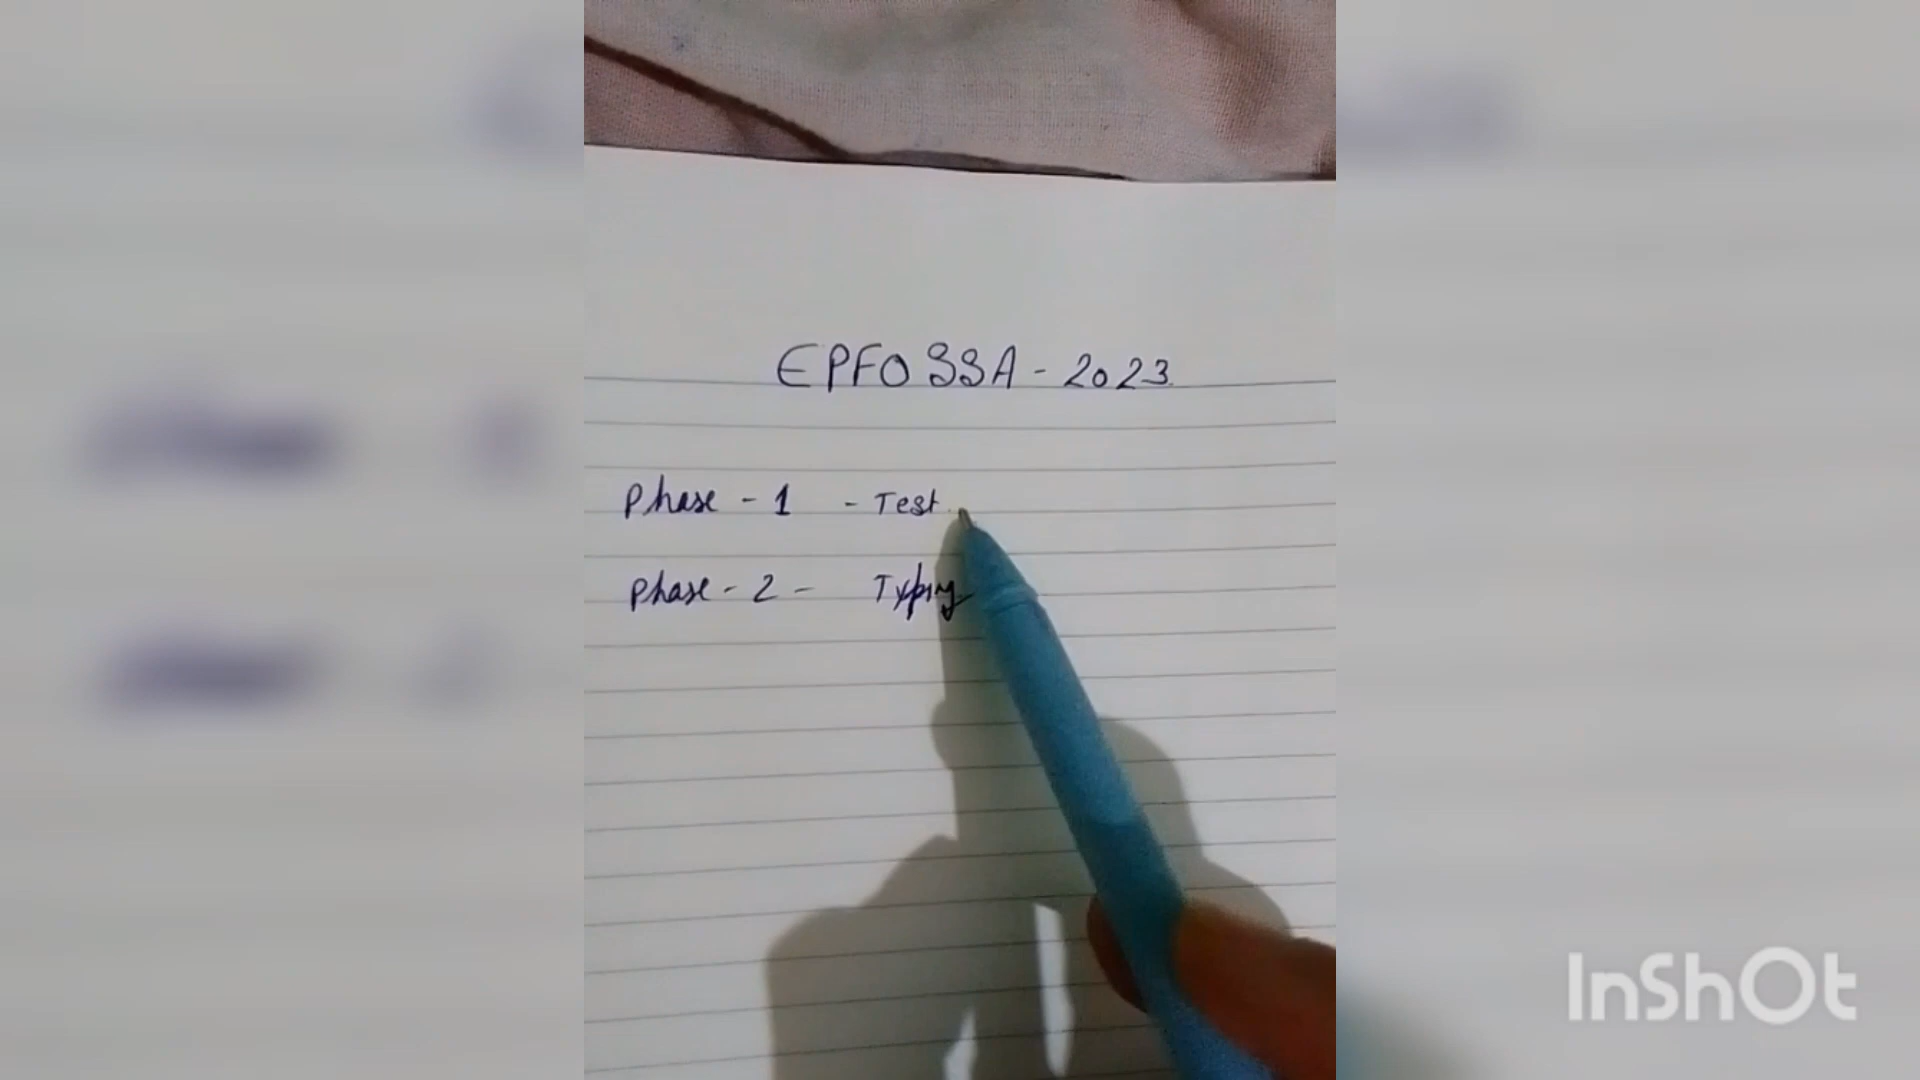 EPFO SSA - 2023
Phase - 1 - Test
Phase - 2 - Typing
InShOt